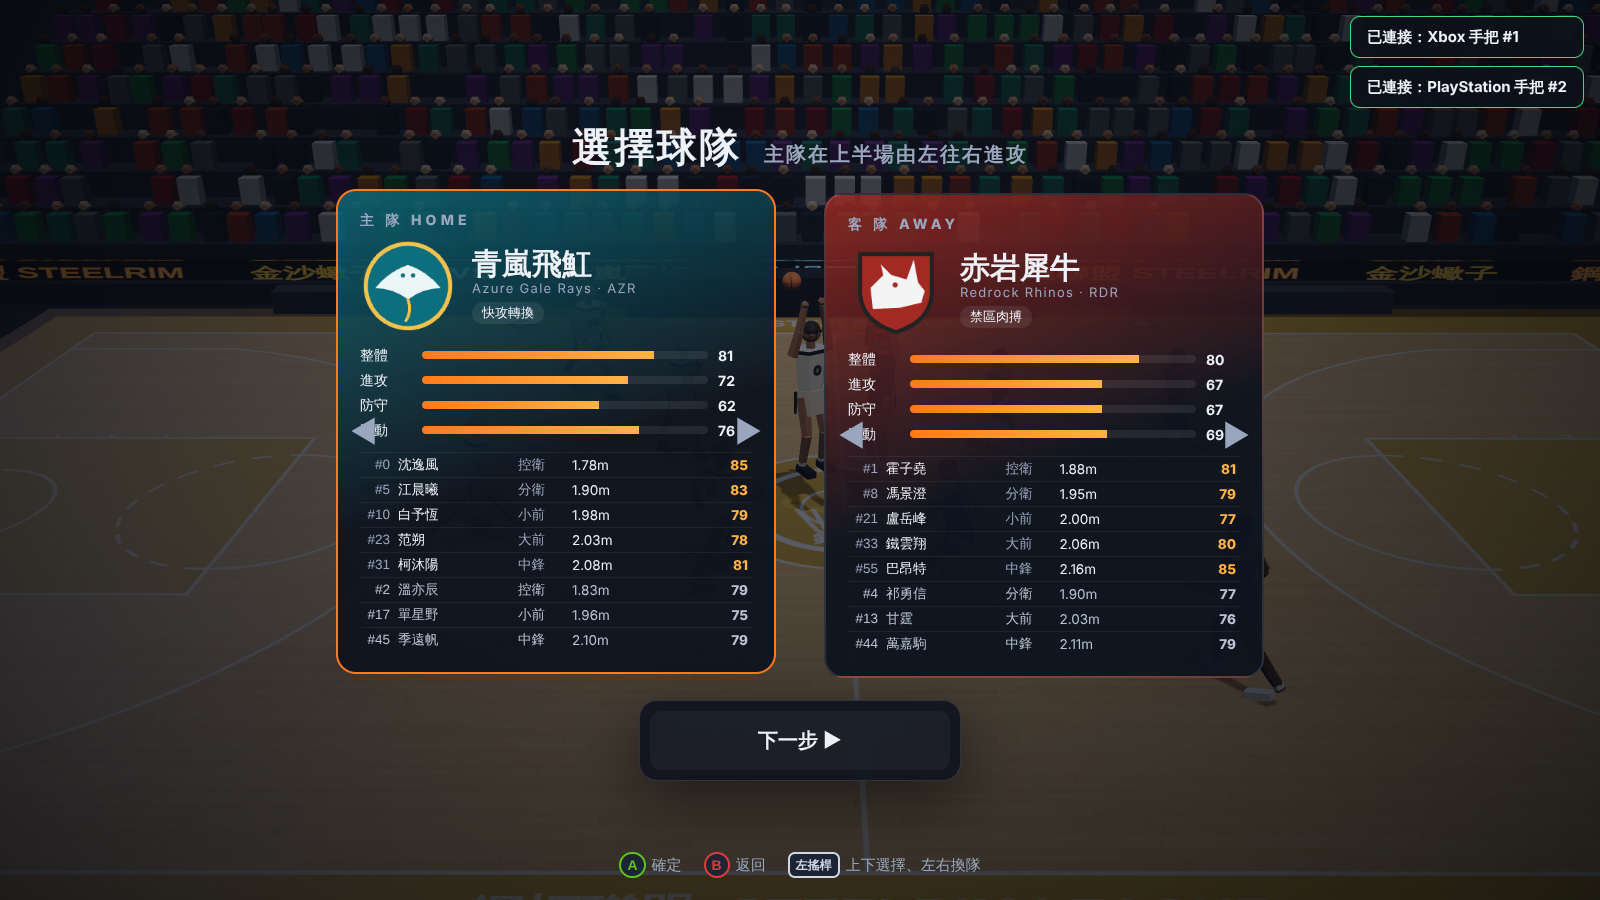 已連接：Xbox 手把 #1
已連接：PlayStation 手把 #2
選擇球隊 主隊在上半場由左往右進攻
主 隊 HOME
青嵐飛魟
Azure Gale Rays · AZR
快攻轉換
整體 81
進攻 72
防守 62
動 76
#0 沈逸風 控衛 1.78m 85
#5 江晨曦 分衛 1.90m 83
#10 白予恆 小前 1.98m 79
#23 范朔 大前 2.03m 78
#31 柯沐陽 中鋒 2.08m 81
#2 溫亦辰 控衛 1.83m 79
#17 單星野 小前 1.96m 75
#45 季遠帆 中鋒 2.10m 79
客 隊 AWAY
赤岩犀牛
Redrock Rhinos · RDR
禁區肉搏
整體 80
進攻 67
防守 67
動 69
#1 霍子堯 控衛 1.88m 81
#8 馮景澄 分衛 1.95m 79
#21 盧岳峰 小前 2.00m 77
#33 鐵雲翔 大前 2.06m 80
#55 巴昂特 中鋒 2.16m 85
#4 祁勇信 分衛 1.90m 77
#13 甘霆 大前 2.03m 76
#44 萬嘉駒 中鋒 2.11m 79
STEELRIM 金沙蠍子
STEELRIM 金沙蠍子
0
下一步 ▶
A 確定 B 返回 左搖桿 上下選擇、左右換隊